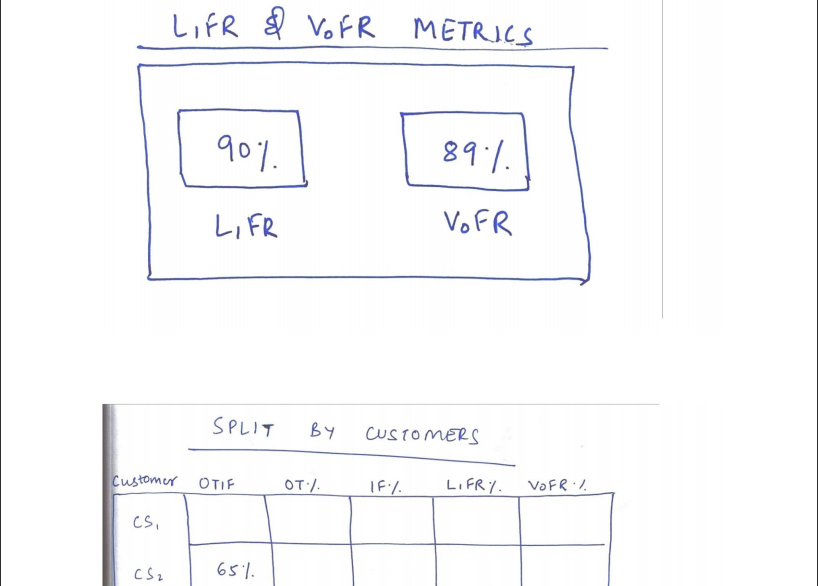 LIFR & VOFR METRICS
90% 89%
LIFR VOFR
SPLIT BY CUSTOMERS
Customer OTIF OT% IF% LIFR% VOFR%
CS1
CS2 65%